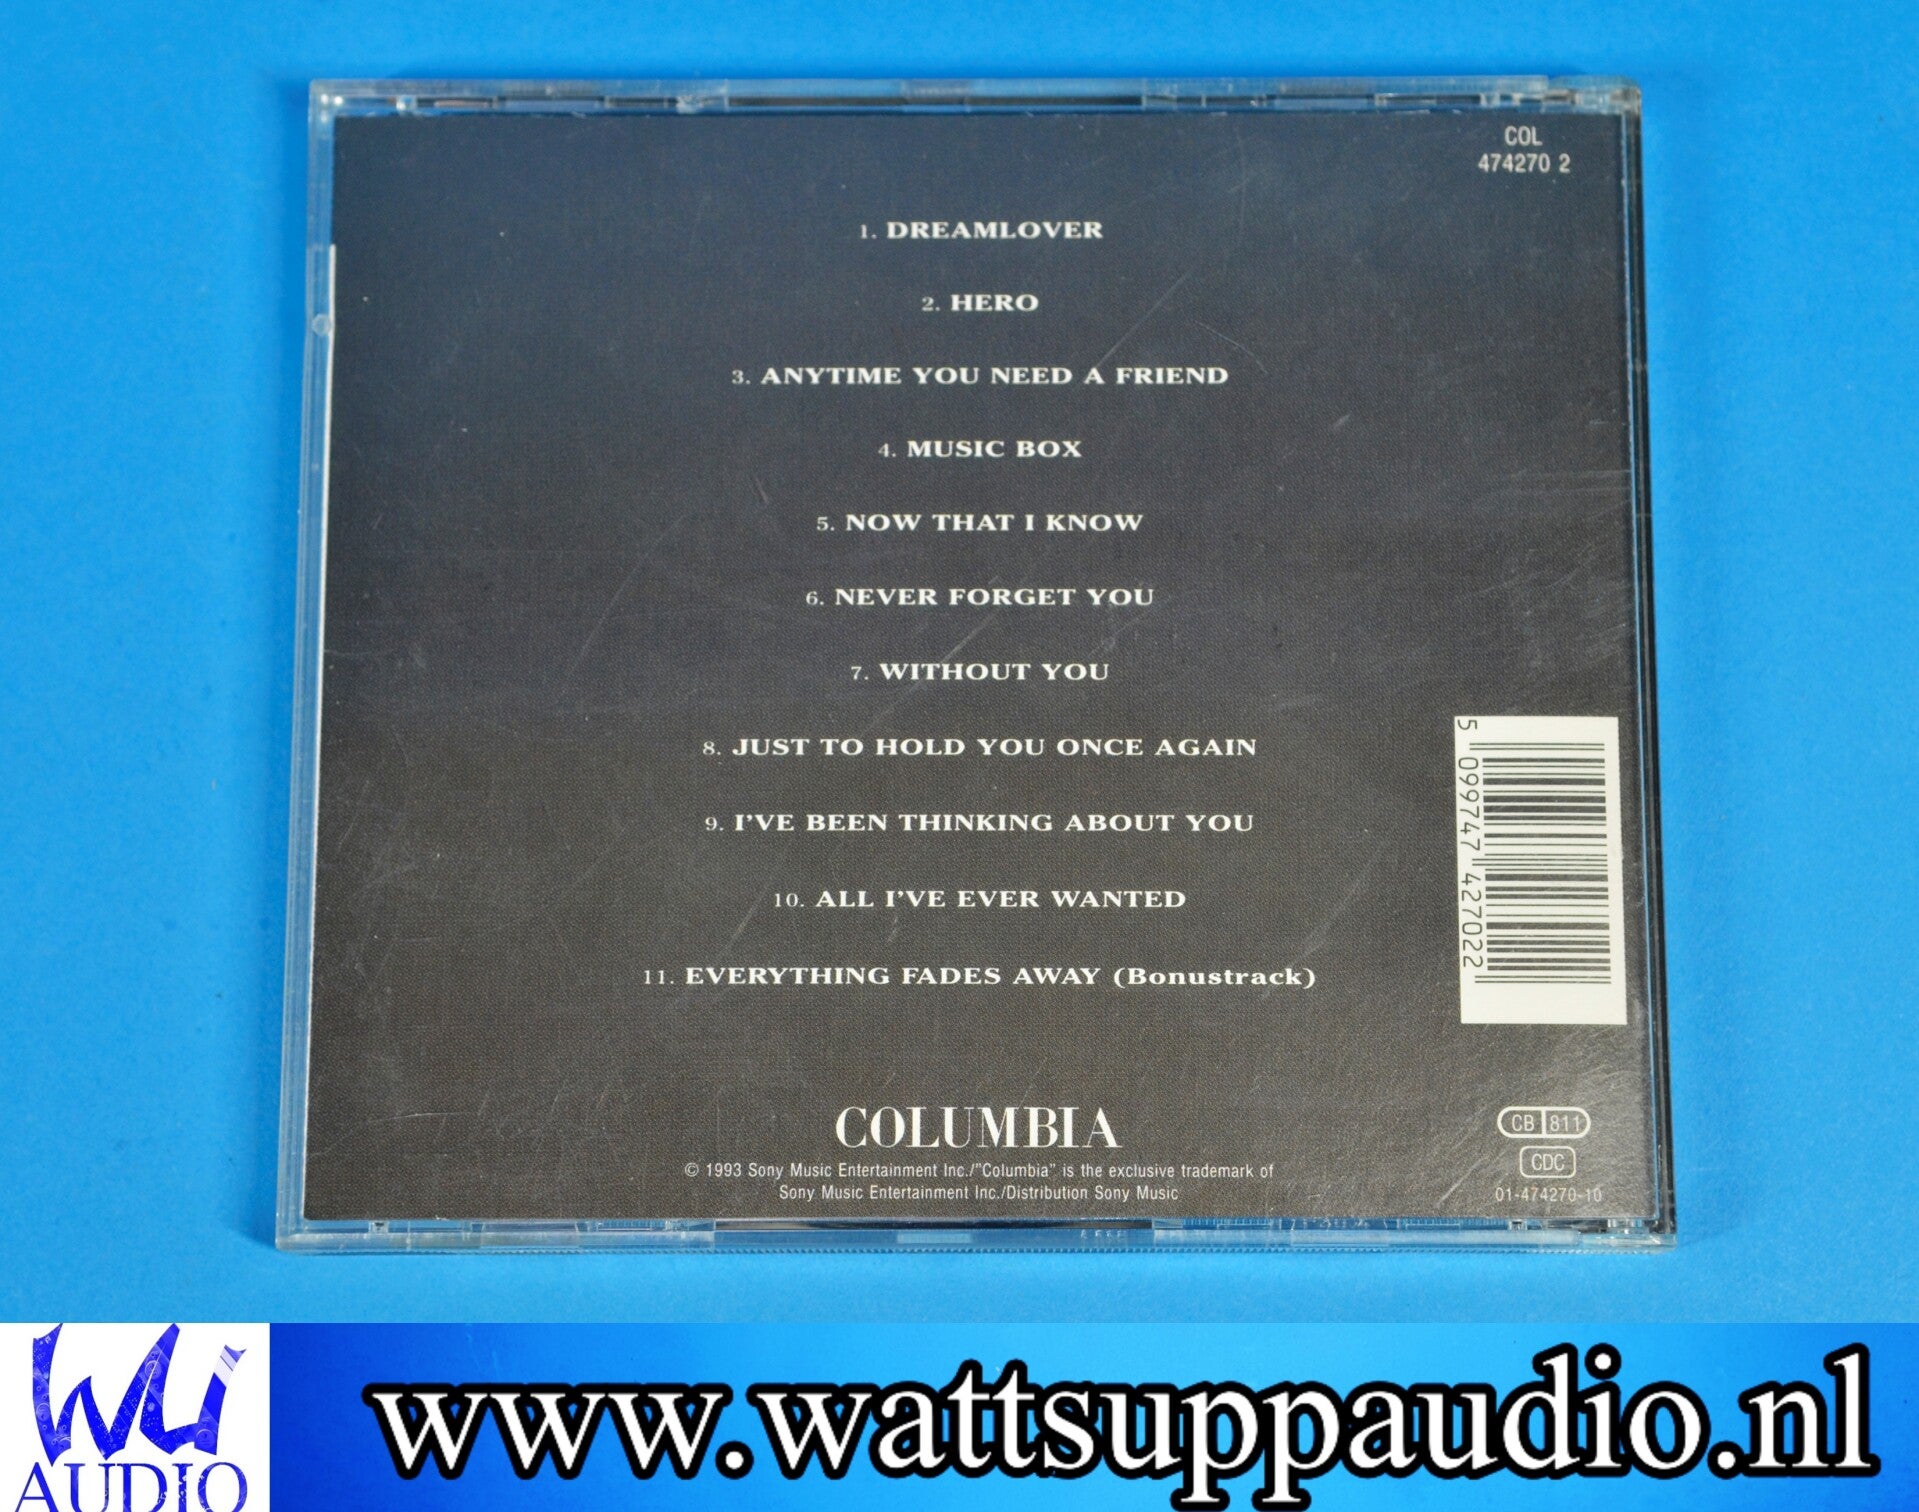 COL
474270 2
1. DREAMLOVER
2. HERO
3. ANYTIME YOU NEED A FRIEND
4. MUSIC BOX
5. NOW THAT I KNOW
6. NEVER FORGET YOU
7. WITHOUT YOU
8. JUST TO HOLD YOU ONCE AGAIN
9. I'VE BEEN THINKING ABOUT YOU
10. ALL I'VE EVER WANTED
11. EVERYTHING FADES AWAY (Bonustrack)
5 099747 427022
COLUMBIA
© 1993 Sony Music Entertainment Inc./"Columbia" is the exclusive trademark of
Sony Music Entertainment Inc./Distribution Sony Music
CB 811
CDC
01-474270-10
WU
AUDIO
www.wattsuppaudio.nl